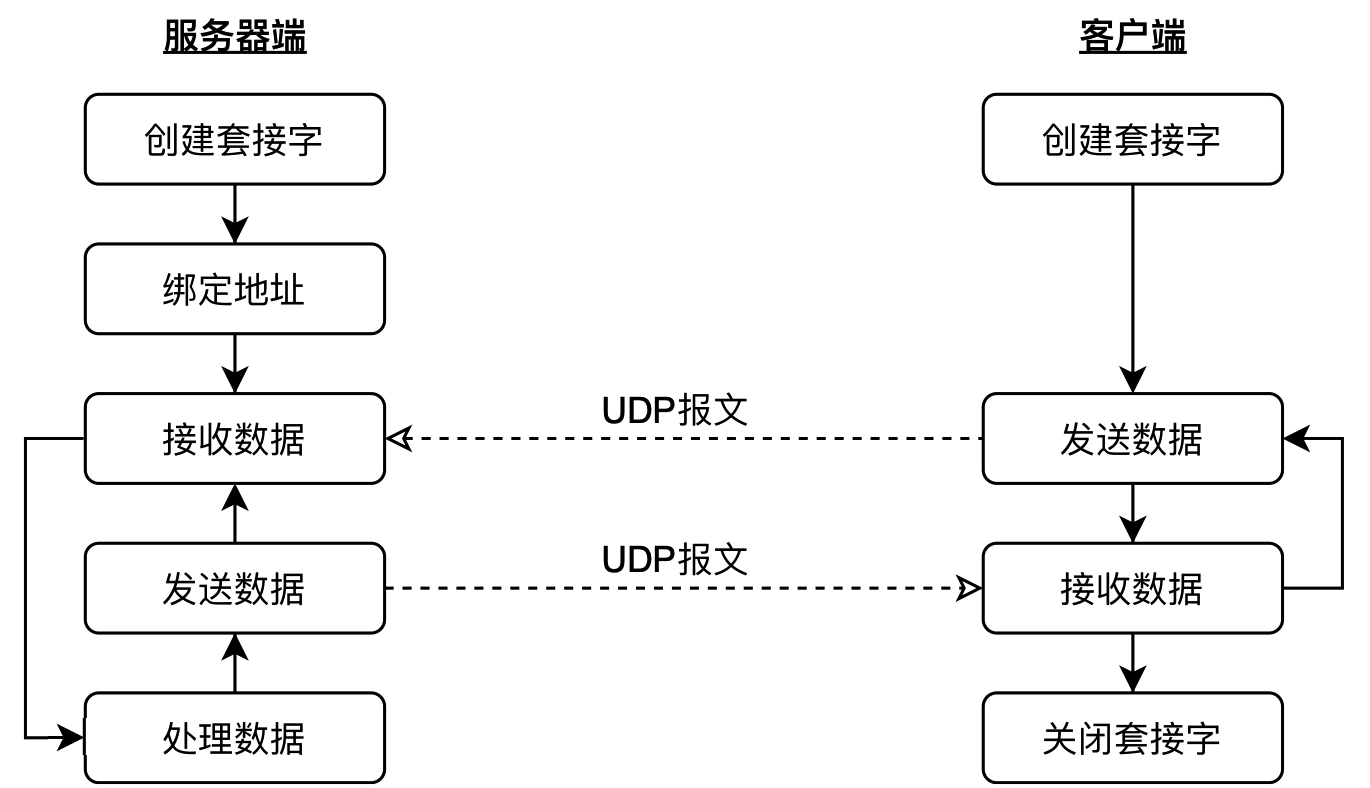 服务器端
客户端
创建套接字
创建套接字
绑定地址
UDP报文
接收数据
发送数据
UDP报文
发送数据
接收数据
处理数据
关闭套接字